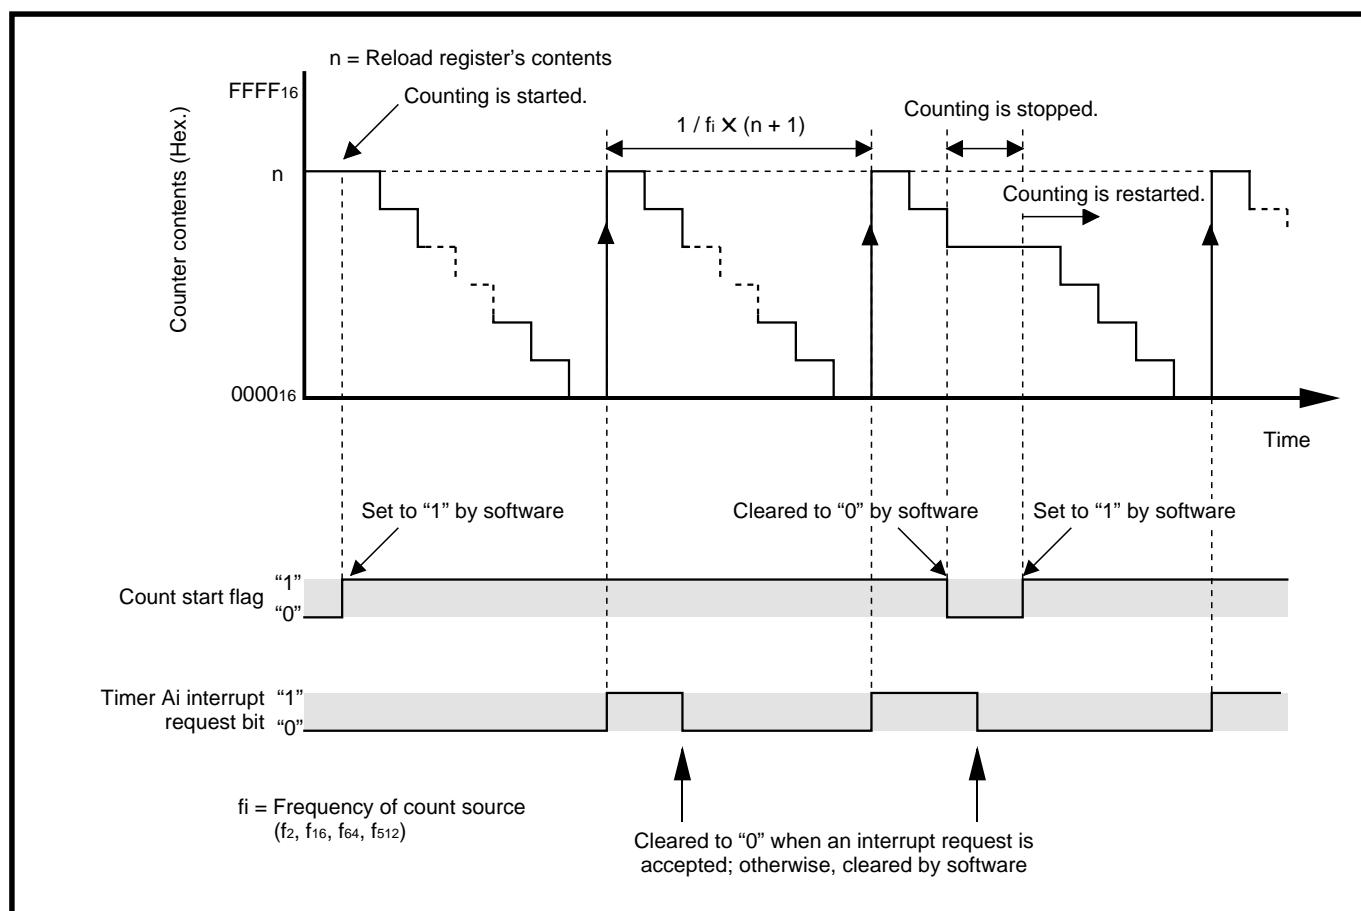 n = Reload register’s contents
FFFF16
Counting is started.
1 / fi X (n + 1)
Counting is stopped.
n
Counting is restarted.
Counter contents (Hex.)
000016
Time
Set to “1” by software
Cleared to “0” by software
Set to “1” by software
Count start flag
“1”
“0”
Timer Ai interrupt
request bit
“1”
“0”
fi = Frequency of count source
(f2, f16, f64, f512)
Cleared to “0” when an interrupt request is
accepted; otherwise, cleared by software